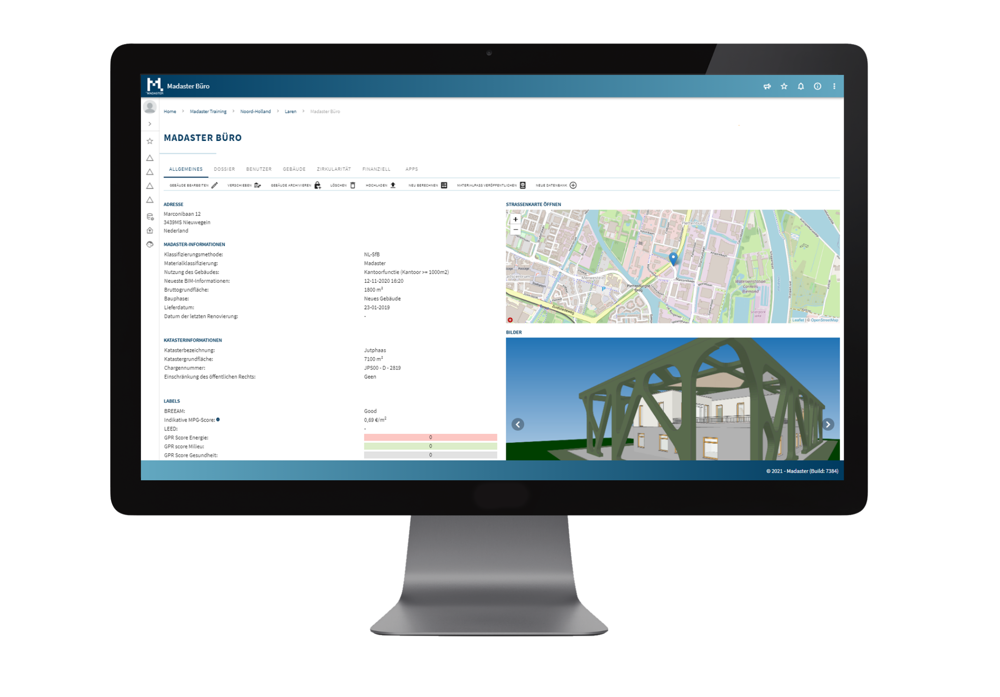 MADASTER
Madaster Büro
Home > Madaster Training > Noord-Holland > Laren > Madaster Büro
MADASTER BÜRO
ALLGEMEINES DOSSIER BENUTZER GEBÄUDE ZIRKULARITÄT FINANZIELL APPS
GEBÄUDE BEARBEITEN VERSCHIEBEN GEBÄUDE ARCHIVIEREN LÖSCHEN HOCHLADEN NEU BERECHNEN MATERIALPASS VERÖFFENTLICHEN NEUE DATENBANK
ADRESSE
Marconibaan 12
3439MS Nieuwegein
Nederland
MADASTER-INFORMATIONEN
Klassifizierungsmethode: NL-SfB
Materialklassifizierung: Madaster
Nutzung des Gebäudes: Kantoorfunctie (Kantoor >= 1000m2)
Neueste BIM-Informationen: 12-11-2020 16:20
Bruttogrundfläche: 1800 m²
Bauphase: Neues Gebäude
Lieferdatum: 23-01-2019
Datum der letzten Renovierung: -
KATASTERINFORMATIONEN
Katasterbezeichnung: Jutphaas
Katastergrundfläche: 7100 m²
Chargennummer: JPS00 - D - 2819
Einschränkung des öffentlichen Rechts: Geen
LABELS
BREEAM: Good
Indikative MPG-Score: 0,69 €/m²
LEED: -
GPR Score Energie: 0
GPR score Milieu: 0
GPR Score Gesundheit: 0
STRASSENKARTE ÖFFNEN
+
−
Plettenburg
Merwestein
P
Plettenburgse
Brug
Marconibaan
Zuidstedeweg
Waterwinstation
Cornelis
Biemond
Solarpark
Leaflet | © OpenStreetMap
BILDER
© 2021 - Madaster (Build: 7384)